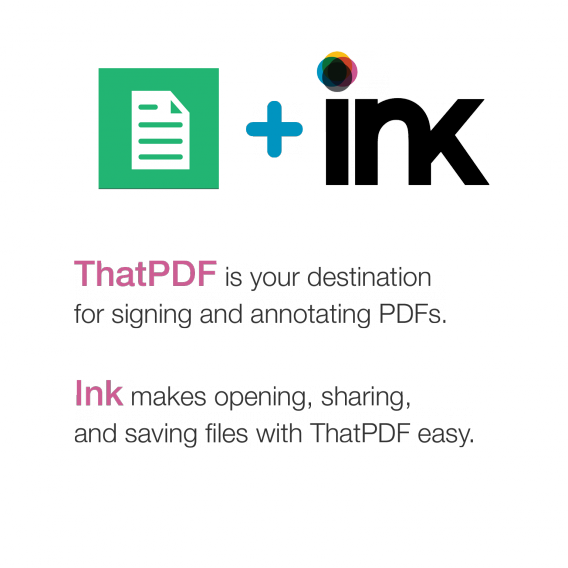 ink
ThatPDF is your destination
for signing and annotating PDFs.
Ink makes opening, sharing,
and saving files with ThatPDF easy.